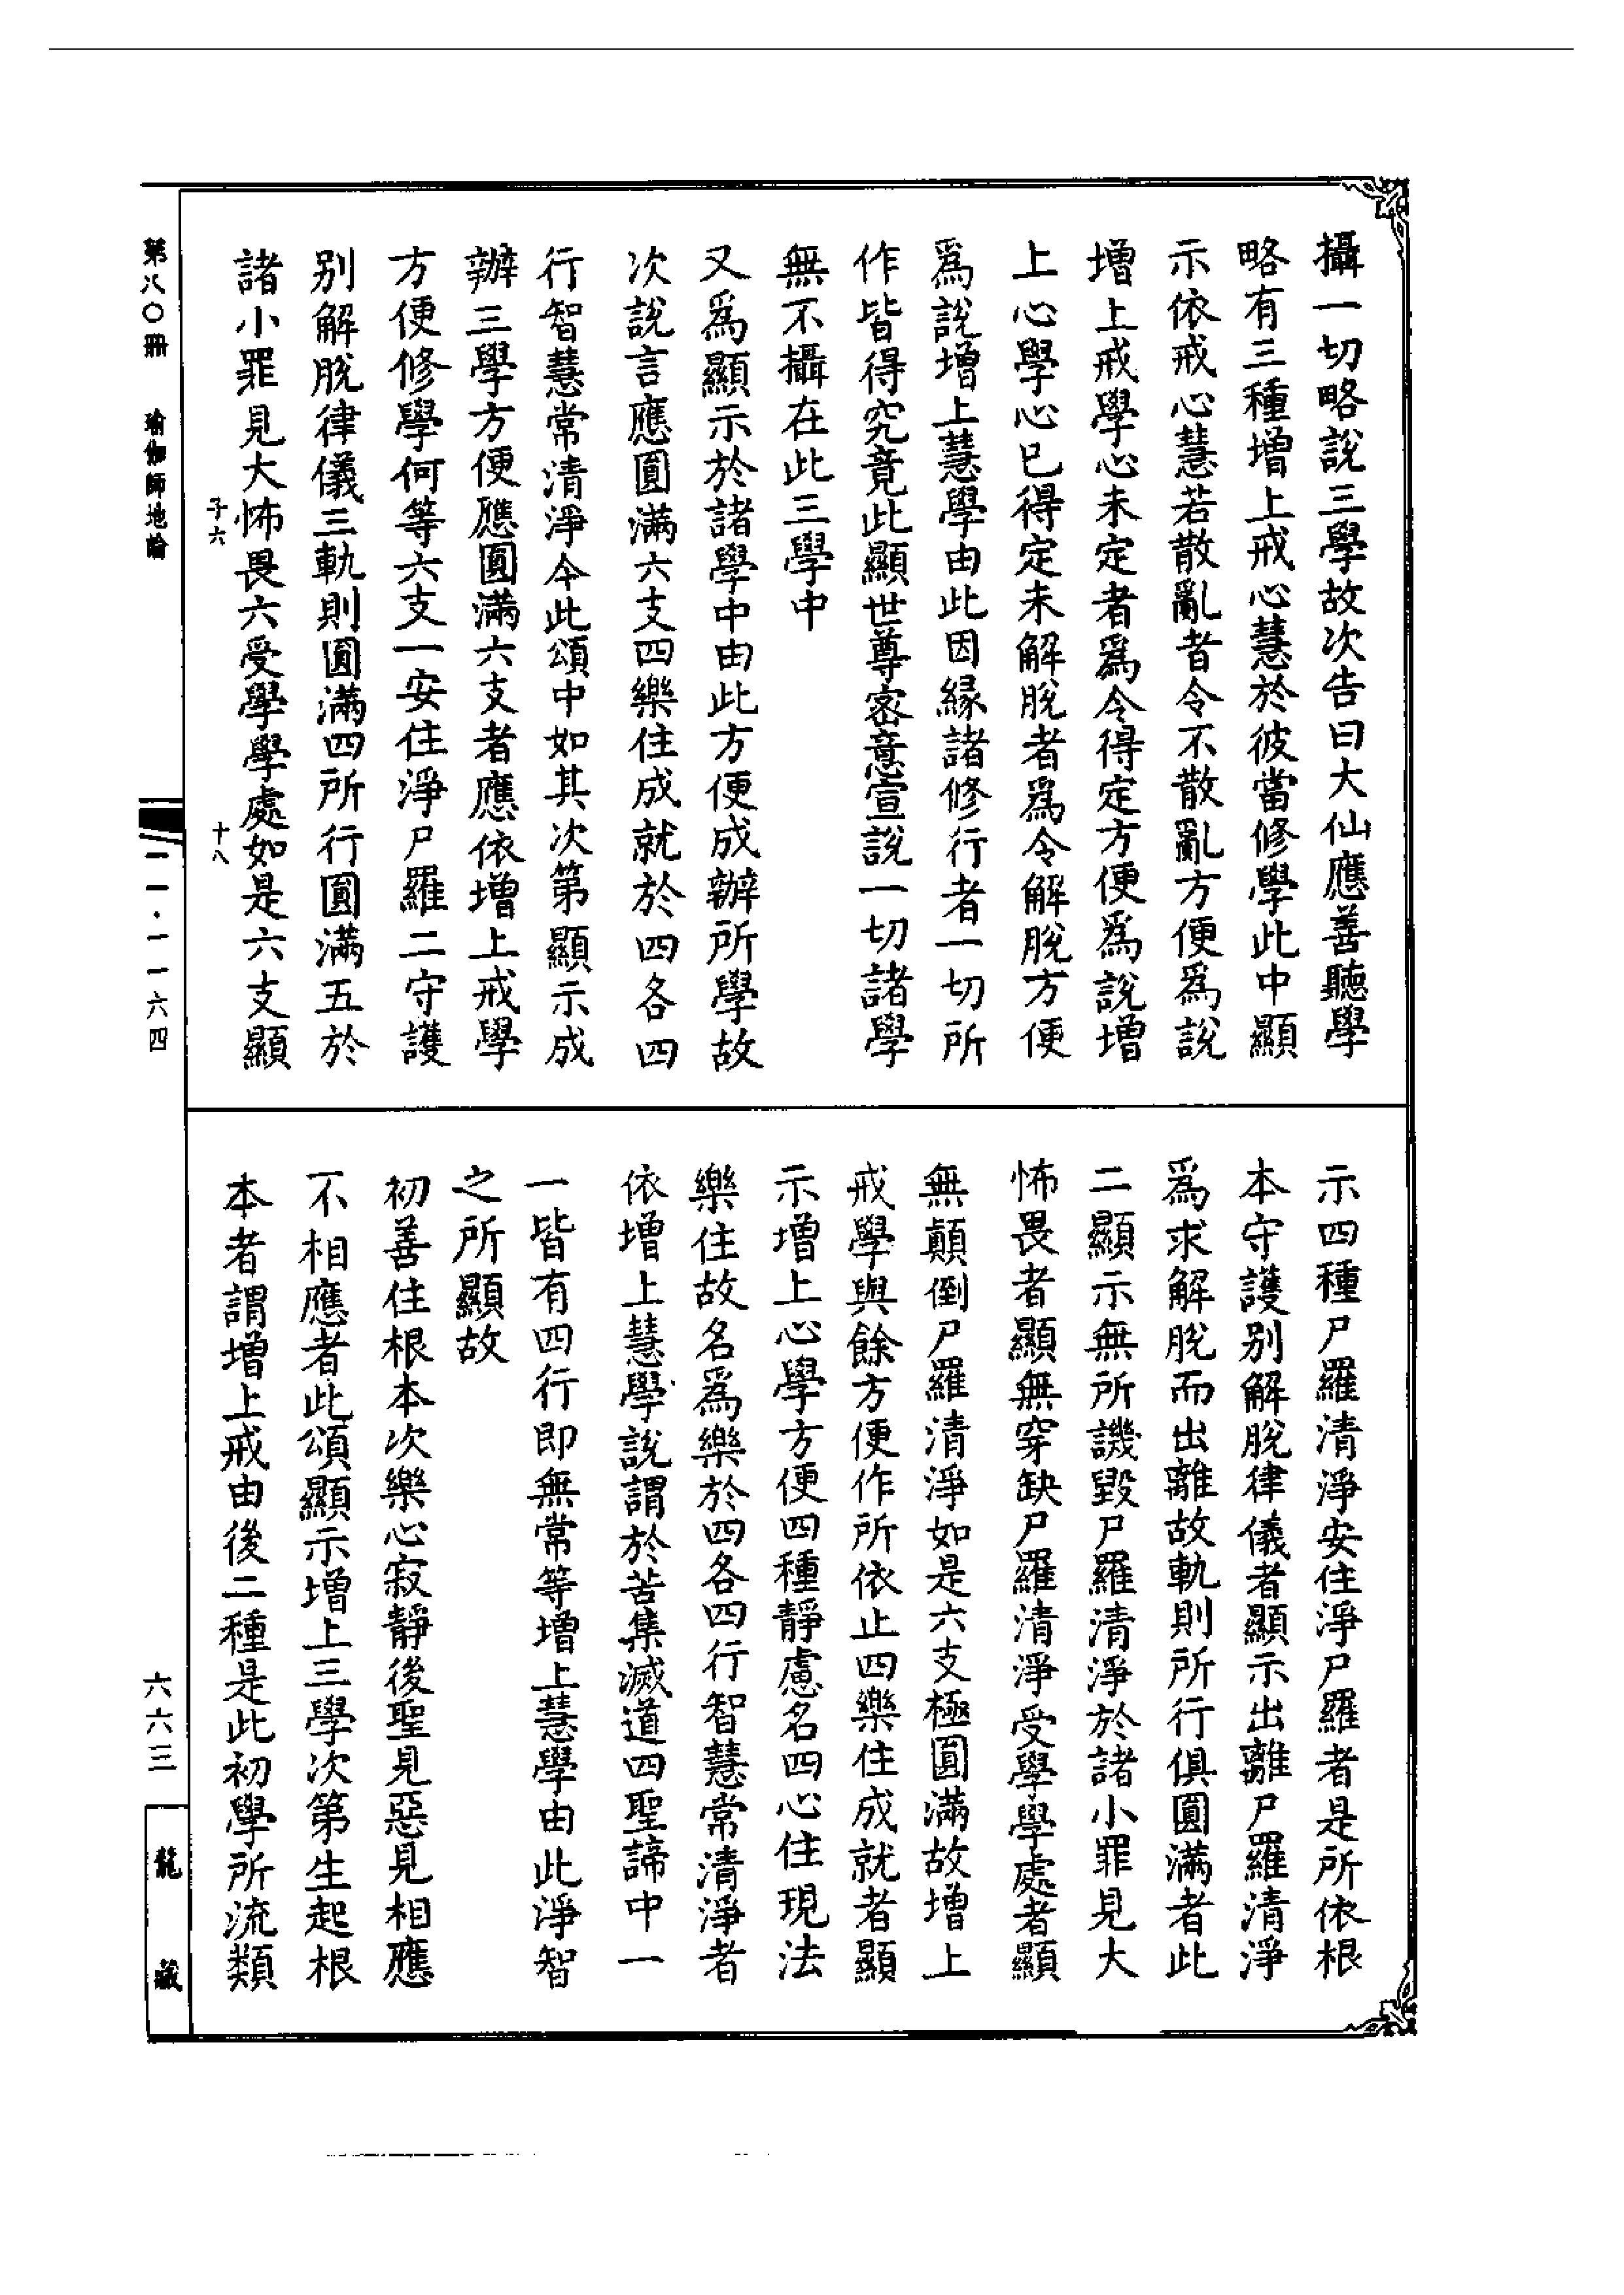 攝一切略說三學故次告曰大仙應善聽學
略有三種增上戒心慧於彼當修學此中顯
示依戒心慧若散亂者令不散亂方便爲說
增上戒學心未定者爲令得定方便爲說增
上心學心已得定未解脫者爲令解脫方便
爲說增上慧學由此因緣諸修行者一切所
作皆得究竟此顯世尊密意宣說一切諸學
無不攝在此三學中
又爲顯示於諸學中由此方便成辦所學故
次說言應圓滿六支四樂住成就於四各四
行智慧常清淨今此頌中如其次第顯示成
辦三學方便應圓滿六支者應依增上戒學
方便修學何等六支一安住淨尸羅二守護
別解脫律儀三軌則圓滿四所行圓滿五於
諸小罪見大怖畏六受學學處如是六支顯
子六
十八
第八〇冊
瑜伽師地論
一一一·一一六四
示四種尸羅清淨安住淨尸羅者是所依根
本守護別解脫律儀者顯示出離尸羅清淨
爲求解脫而出離故軌則所行俱圓滿者此
二顯示無所譏毀尸羅清淨於諸小罪見大
怖畏者顯無穿缺尸羅清淨受學學處者顯
無顛倒尸羅清淨如是六支極圓滿故增上
戒學與餘方便作所依止四樂住成就者顯
示增上心學方便四種靜慮名四心住現法
樂住故名爲樂於四各四行智慧常清淨者
依增上慧學說謂於苦集滅道四聖諦中一
一皆有四行即無常等增上慧學由此淨智
之所顯故
初善住根本次樂心寂靜後聖見惡見相應
不相應者此頌顯示增上三學次第生起根
本者謂增上戒由後二種是此初學所流類
六六三
龍藏